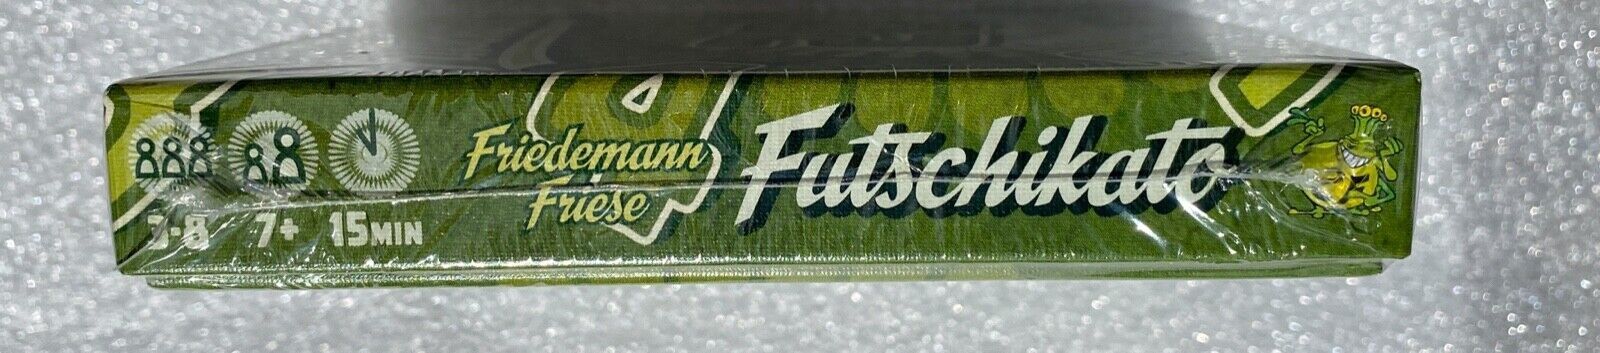 3-8 7+ 15MIN
Friedemann
Friese
Futschikato